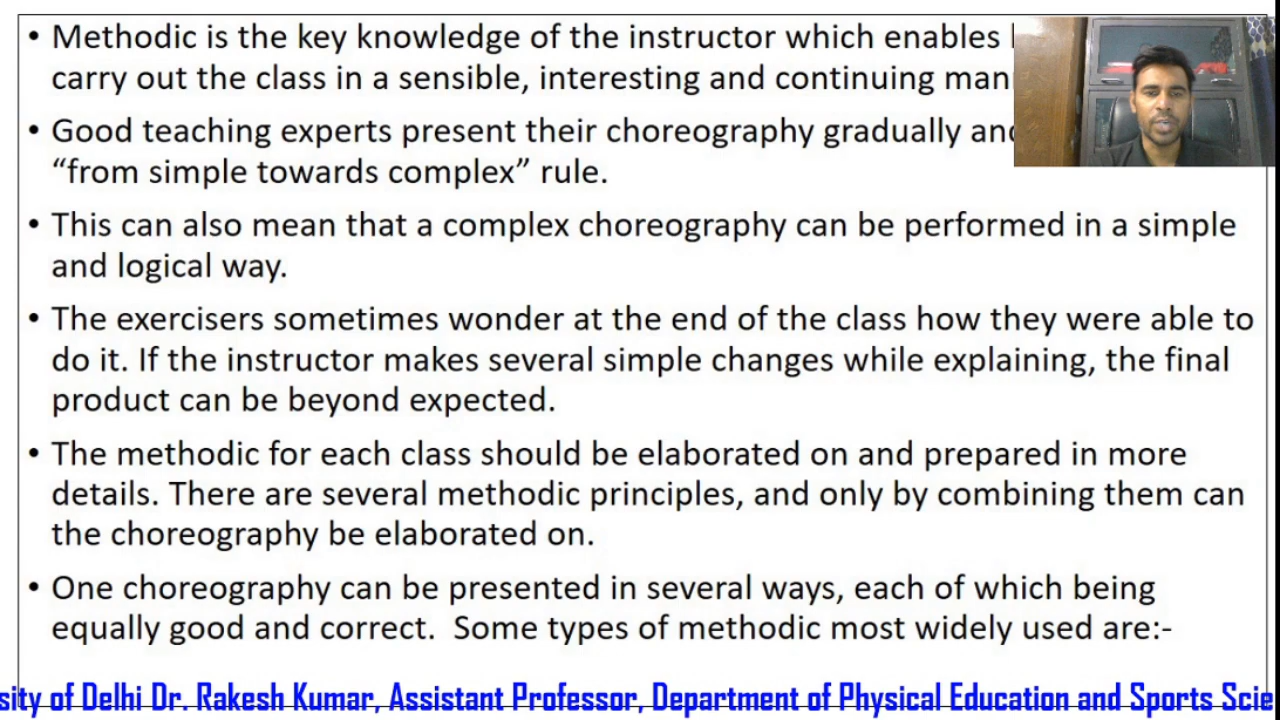 • Methodic is the key knowledge of the instructor which enables
carry out the class in a sensible, interesting and continuing
• Good teaching experts present their choreography gradually
“from simple towards complex” rule.
• This can also mean that a complex choreography can be performed in a simple
and logical way.
• The exercisers sometimes wonder at the end of the class how they were able to
do it. If the instructor makes several simple changes while explaining, the final
product can be beyond expected.
• The methodic for each class should be elaborated on and prepared in more
details. There are several methodic principles, and only by combining them can
the choreography be elaborated on.
• One choreography can be presented in several ways, each of which being
equally good and correct.  Some types of methodic most widely used are:-
of Delhi Dr. Rakesh Kumar, Assistant Professor, Department of Physical Education and Sports